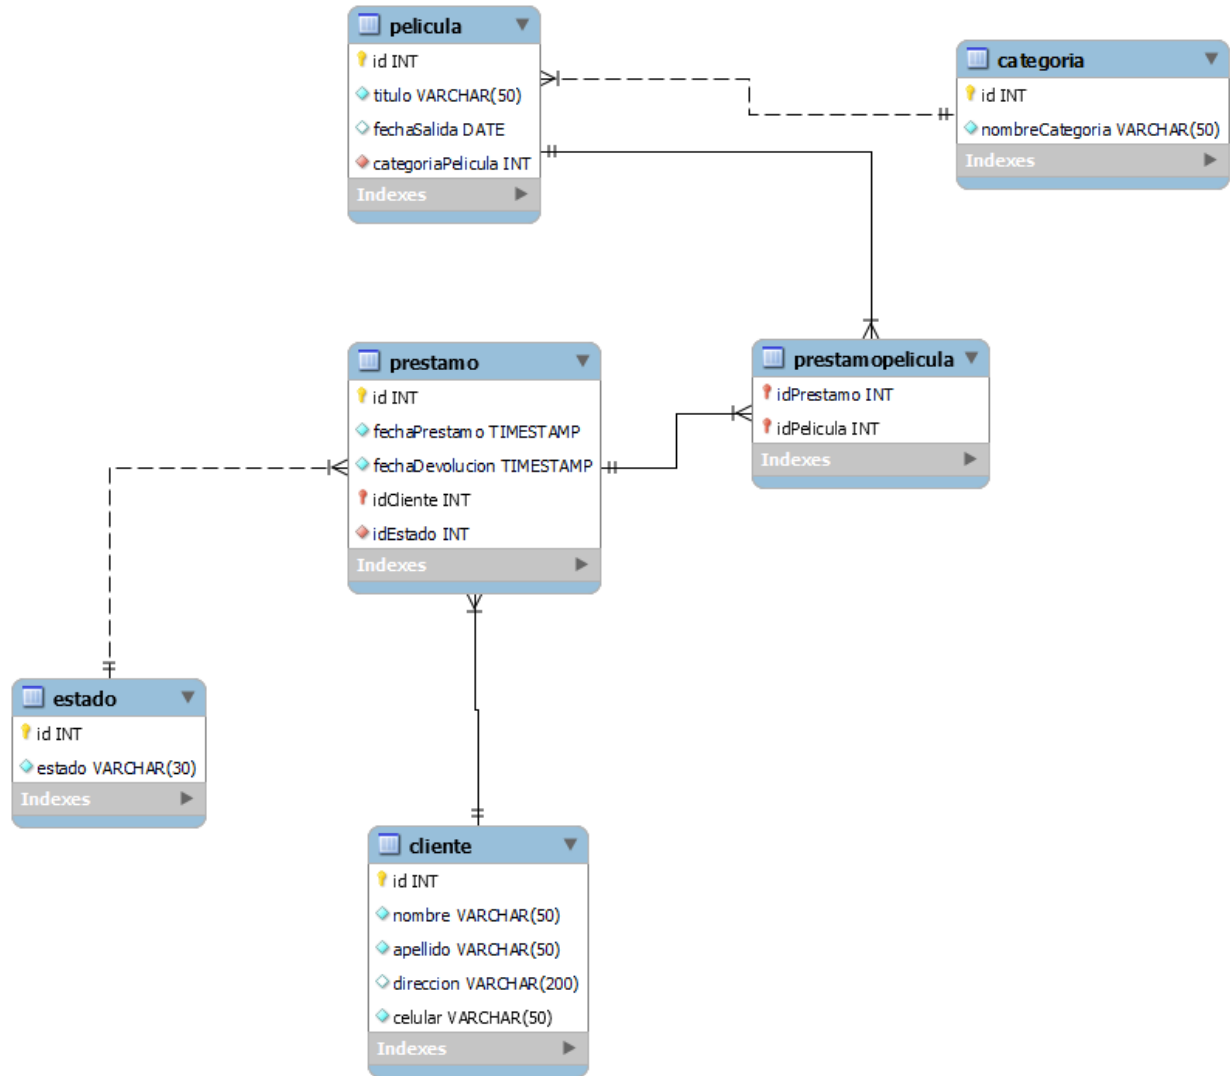 pelicula
id INT
titulo VARCHAR(50)
fechaSalida DATE
categoriaPelicula INT
Indexes
categoria
id INT
nombreCategoria VARCHAR(50)
Indexes
prestamo
id INT
fechaPrestamo TIMESTAMP
fechaDevolucion TIMESTAMP
idCliente INT
idEstado INT
Indexes
prestamopelicula
idPrestamo INT
idPelicula INT
Indexes
estado
id INT
estado VARCHAR(30)
Indexes
cliente
id INT
nombre VARCHAR(50)
apellido VARCHAR(50)
direccion VARCHAR(200)
celular VARCHAR(50)
Indexes